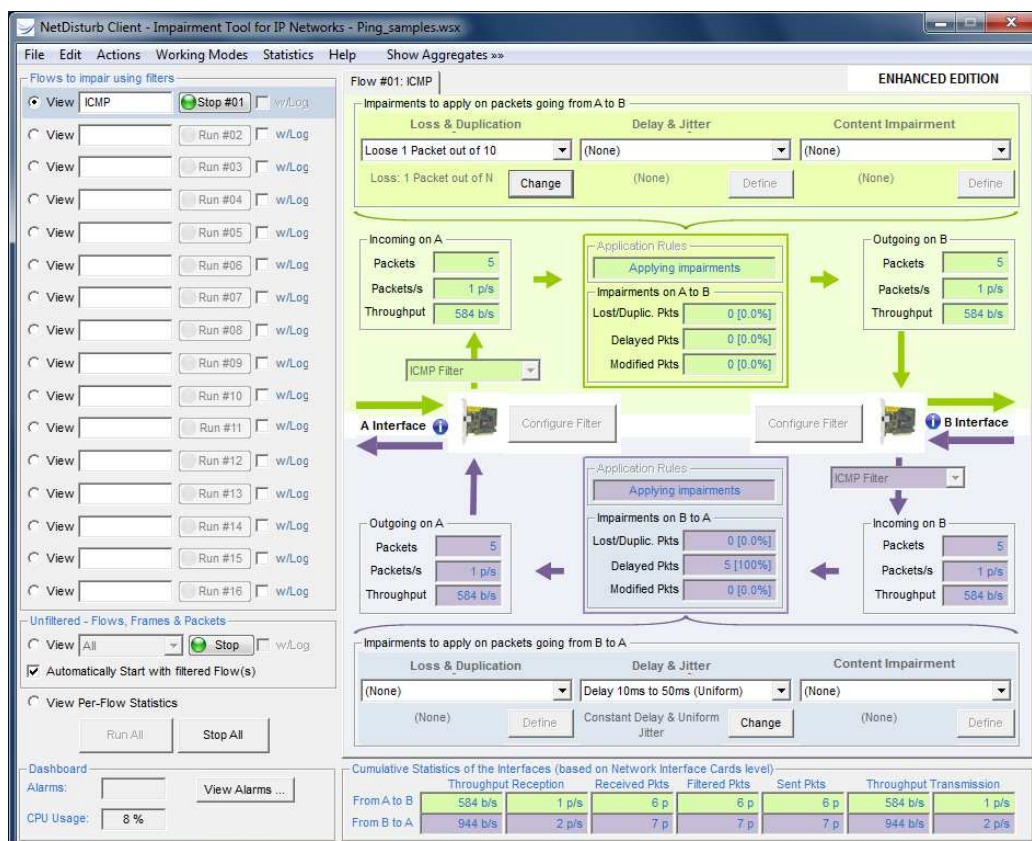 NetDisturb Client - Impairment Tool for IP Networks - Ping_samples.wsx
File Edit Actions Working Modes Statistics Help Show Aggregates »»
Flows to impair using filters
View ICMP Stop #01 w/Log
View Run #02 w/Log
View Run #03 w/Log
View Run #04 w/Log
View Run #05 w/Log
View Run #06 w/Log
View Run #07 w/Log
View Run #08 w/Log
View Run #09 w/Log
View Run #10 w/Log
View Run #11 w/Log
View Run #12 w/Log
View Run #13 w/Log
View Run #14 w/Log
View Run #15 w/Log
View Run #16 w/Log
Unfiltered - Flows, Frames & Packets
View All Stop w/Log
Automatically Start with filtered Flow(s)
View Per-Flow Statistics
Run All Stop All
Dashboard
Alarms: View Alarms ...
CPU Usage: 8 %
Flow #01: ICMP
ENHANCED EDITION
Impairments to apply on packets going from A to B
Loss & Duplication Delay & Jitter Content Impairment
Loose 1 Packet out of 10 (None) (None)
Loss: 1 Packet out of N Change (None) Define (None) Define
Incoming on A
Packets 5
Packets/s 1 p/s
Throughput 584 b/s
Application Rules
Applying impairments
Impairments on A to B
Lost/Duplic. Pkts 0 [0.0%]
Delayed Pkts 0 [0.0%]
Modified Pkts 0 [0.0%]
Outgoing on B
Packets 5
Packets/s 1 p/s
Throughput 584 b/s
ICMP Filter
A Interface Configure Filter
Configure Filter B Interface
ICMP Filter
Outgoing on A
Packets 5
Packets/s 1 p/s
Throughput 584 b/s
Application Rules
Applying impairments
Impairments on B to A
Lost/Duplic. Pkts 0 [0.0%]
Delayed Pkts 5 [100%]
Modified Pkts 0 [0.0%]
Incoming on B
Packets 5
Packets/s 1 p/s
Throughput 584 b/s
Impairments to apply on packets going from B to A
Loss & Duplication Delay & Jitter Content Impairment
(None) Delay 10ms to 50ms (Uniform) (None)
(None) Define Constant Delay & Uniform Jitter Change (None) Define
Cumulative Statistics of the Interfaces (based on Network Interface Cards level)
Throughput Reception Received Pkts Filtered Pkts Sent Pkts Throughput Transmission
From A to B 584 b/s 1 p/s 6 p 6 p 6 p 584 b/s 1 p/s
From B to A 944 b/s 2 p/s 7 p 7 p 7 p 944 b/s 2 p/s